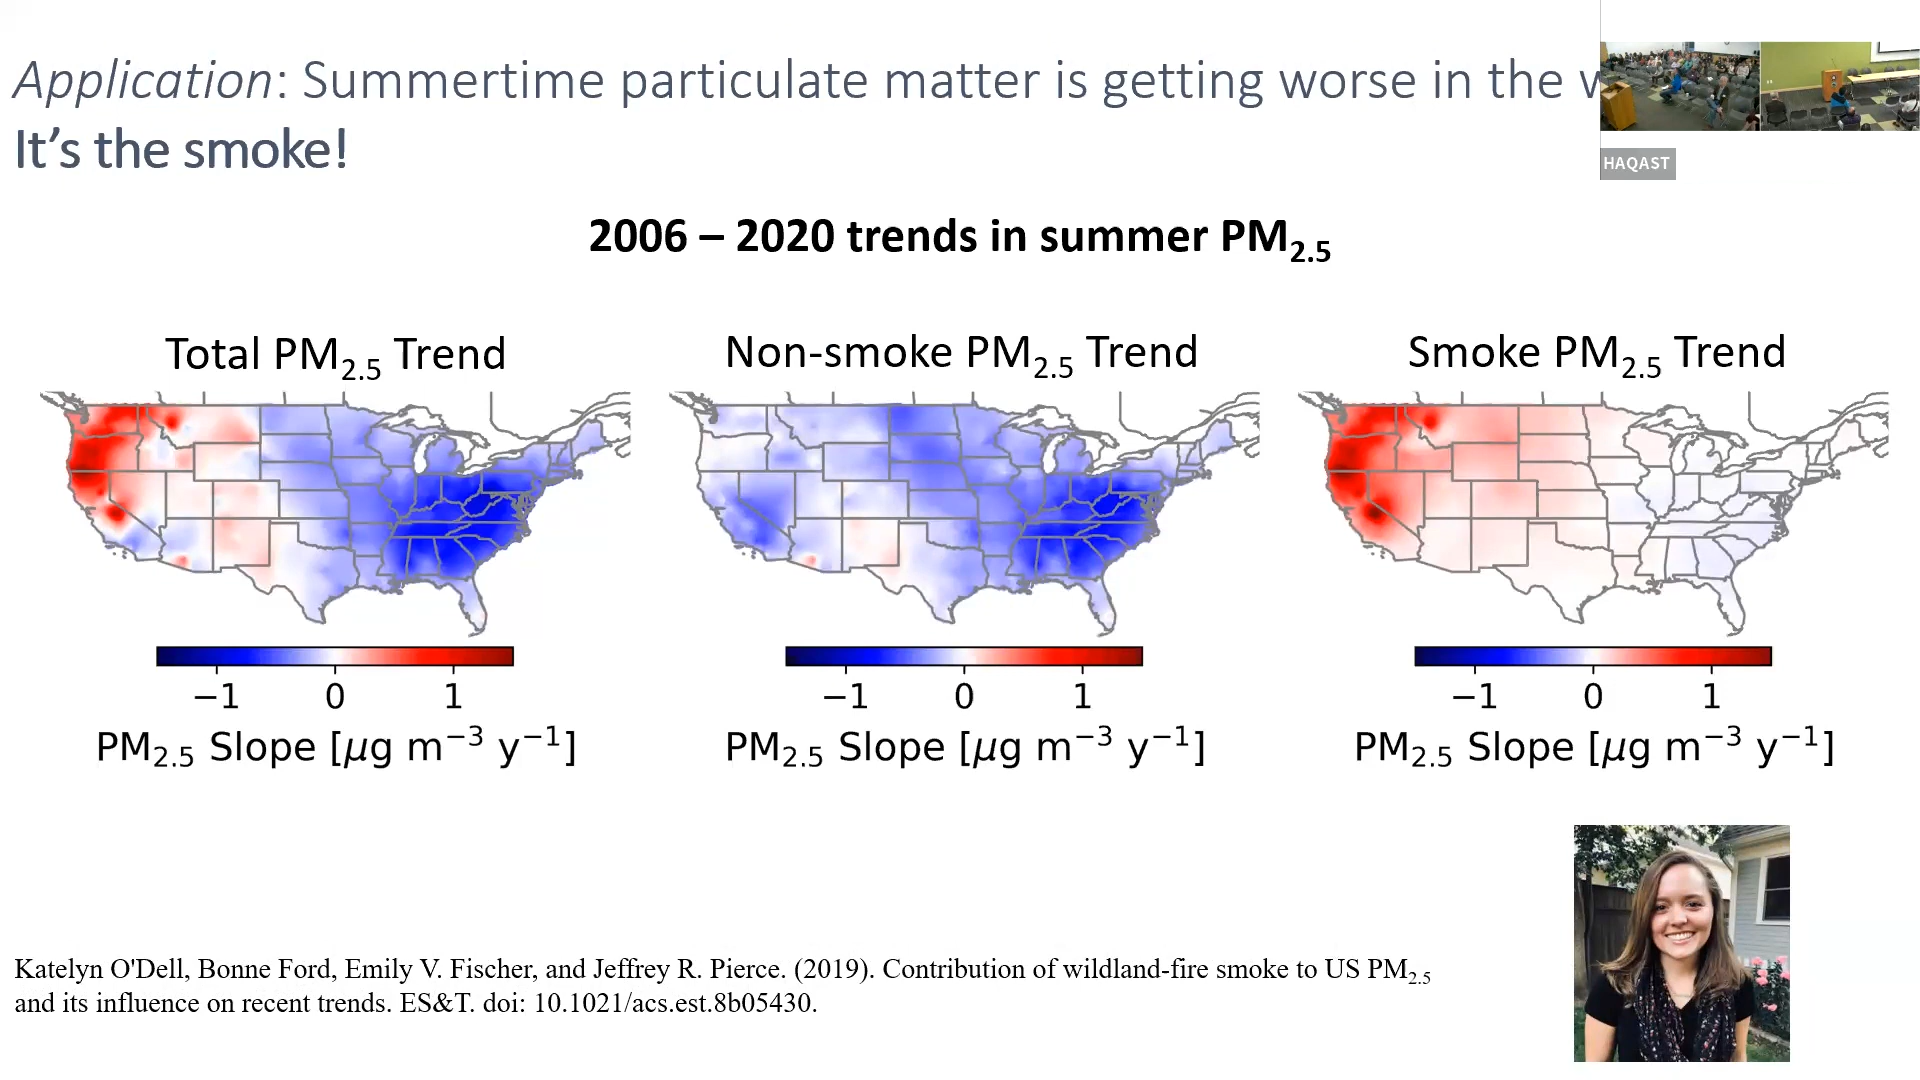 Application: Summertime particulate matter is getting worse in the
It’s the smoke!
HAQAST
2006 – 2020 trends in summer PM2.5
Total PM2.5 Trend
Non-smoke PM2.5 Trend
Smoke PM2.5 Trend
−1 0 1
−1 0 1
−1 0 1
PM2.5 Slope [μg m−3 y−1]
PM2.5 Slope [μg m−3 y−1]
PM2.5 Slope [μg m−3 y−1]
Katelyn O'Dell, Bonne Ford, Emily V. Fischer, and Jeffrey R. Pierce. (2019). Contribution of wildland-fire smoke to US PM2.5
and its influence on recent trends. ES&T. doi: 10.1021/acs.est.8b05430.